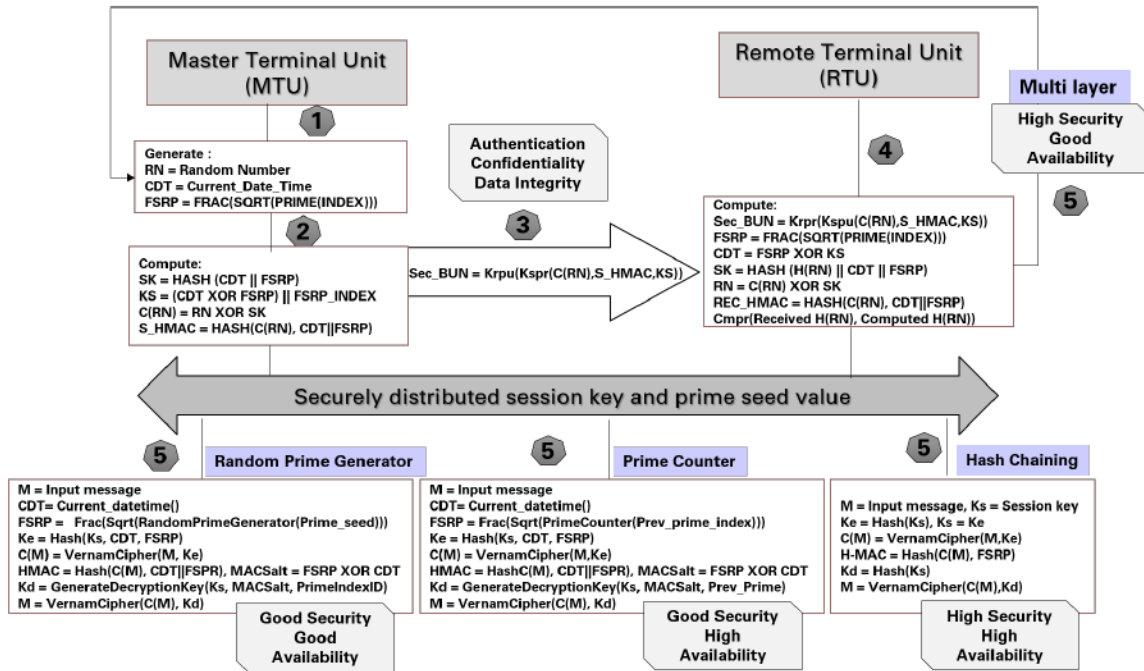 Master Terminal Unit
(MTU)
Remote Terminal Unit
(RTU)
Multi layer
High Security
Good
Availability
1
Generate :
RN = Random Number
CDT = Current_Date_Time
FSRP = FRAC(SQRT(PRIME(INDEX)))
Authentication
Confidentiality
Data Integrity
4
5
2
3
Compute:
SK = HASH (CDT || FSRP)
KS = (CDT XOR FSRP) || FSRP_INDEX
C(RN) = RN XOR SK
S_HMAC = HASH(C(RN), CDT||FSRP)
Sec_BUN = Krpu(Kspr(C(RN),S_HMAC,KS))
Compute:
Sec_BUN = Krpr(Kspu(C(RN),S_HMAC,KS))
FSRP = FRAC(SQRT(PRIME(INDEX)))
CDT = FSRP XOR KS
SK = HASH (H(RN) || CDT || FSRP)
RN = C(RN) XOR SK
REC_HMAC = HASH(C(RN), CDT||FSRP)
Cmpr(Received H(RN), Computed H(RN))
Securely distributed session key and prime seed value
5
Random Prime Generator
M = Input message
CDT= Current_datetime()
FSRP = Frac(Sqrt(RandomPrimeGenerator(Prime_seed)))
Ke = Hash(Ks, CDT, FSRP)
C(M) = VernamCipher(M, Ke)
HMAC = Hash(C(M), CDT||FSPR), MACSalt = FSRP XOR CDT
Kd = GenerateDecryptionKey(Ks, MACSalt, PrimeIndexID)
M = VernamCipher(C(M), Kd)
Good Security
Good
Availability
5
Prime Counter
M = Input message
CDT= Current_datetime()
FSRP = Frac(Sqrt(PrimeCounter(Prev_prime_index)))
Ke = Hash(Ks, CDT, FSRP)
C(M) = VernamCipher(M,Ke)
HMAC = HashC(M), CDT||FSPR), MACSalt = FSRP XOR CDT
Kd = GenerateDecryptionKey(Ks, MACSalt, Prev_Prime)
M = VernamCipher(C(M), Kd)
Good Security
High
Availability
5
Hash Chaining
M = Input message, Ks = Session key
Ke = Hash(Ks), Ks = Ke
C(M) = VernamCipher(M,Ke)
H-MAC = Hash(C(M), FSRP)
Kd = Hash(Ks)
M = VernamCipher(C(M),Kd)
High Security
High
Availability